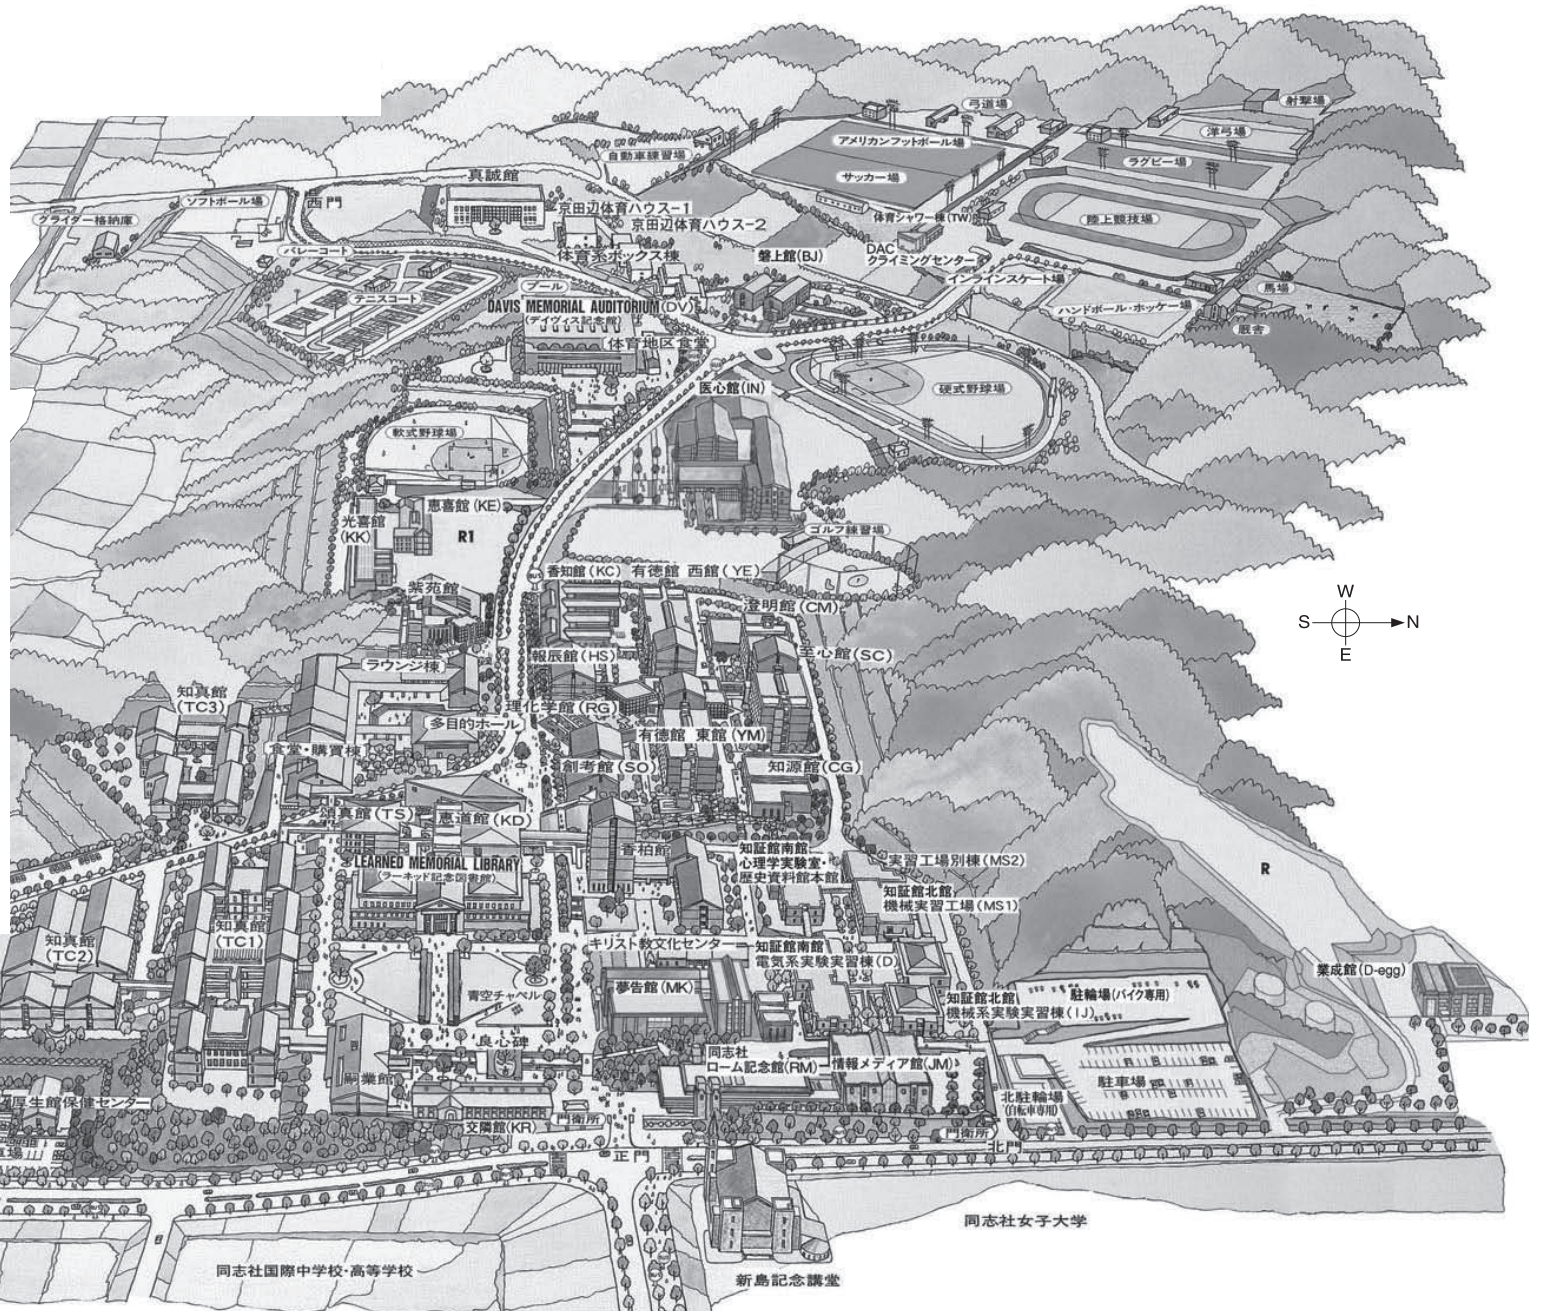 弓道場
射撃場
アメリカンフットボール場
洋弓場
自動車練習場
ラグビー場
サッカー場
真誠館
西門
ソフトボール場
京田辺体育ハウス-1
グライダー格納庫
体育シャワー棟(TW)
陸上競技場
京田辺体育ハウス-2
バレーコート
体育系ボックス棟
磐上館(BJ)
DAC
クライミングセンター
インラインスケート場
馬場
プール
テニスコート
DAVIS MEMORIAL AUDITORIUM(DV)
(デイヴィス記念館)
ハンドボール・ホッケー場
厩舎
体育地区食堂
医心館(IN)
硬式野球場
軟式野球場
恵喜館(KE)
光喜館
(KK)
R1
ゴルフ練習場
香知館(KC)
有徳館 西館(YE)
紫苑館
澄明館(CM)
W
S
N
E
報辰館(HS)
至心館(SC)
ラウンジ棟
知真館
(TC3)
理化学館(RG)
多目的ホール
有徳館 東館(YM)
食堂・購買棟
創考館(SO)
知源館(CG)
頌真館(TS)
恵道館(KD)
香柏館
知証館南館
心理学実験室・
歴史資料館本館
実習工場別棟(MS2)
LEARNED MEMORIAL LIBRARY
(ラーネッド記念図書館)
R
知証館北館
機械実習工場(MS1)
知真館
(TC1)
知真館
(TC2)
キリスト教文化センター
知証館南館
電気系実験実習棟(D)
業成館(D-egg)
夢告館(MK)
青空チャペル
駐輪場(バイク専用)
知証館北館
機械系実験実習棟(IJ)
良心碑
同志社
ローム記念館(RM)
情報メディア館(JM)
嗣業館
駐車場
北駐輪場
(自転車専用)
厚生館保健センター
交隣館(KR)
門衛所
門衛所
正門
北門
車場
同志社女子大学
同志社国際中学校・高等学校
新島記念講堂